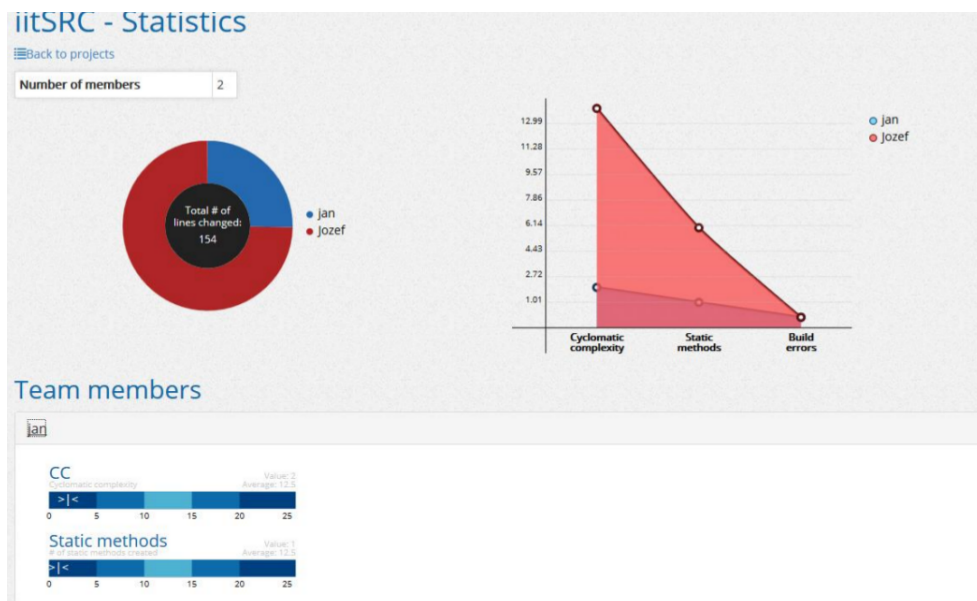 iitSRC - Statistics
Back to projects
Number of members 2
Total # of
lines changed:
154
jan
Jozef
12.99
11.28
9.57
7.86
6.14
4.43
2.72
1.01
Cyclomatic
complexity
Static
methods
Build
errors
jan
Jozef
Team members
jan
CC
Cyclomatic complexity
Value: 2
Average: 12.5
>|<
0 5 10 15 20 25
Static methods
# of static methods created
Value: 1
Average: 12.5
>|<
0 5 10 15 20 25